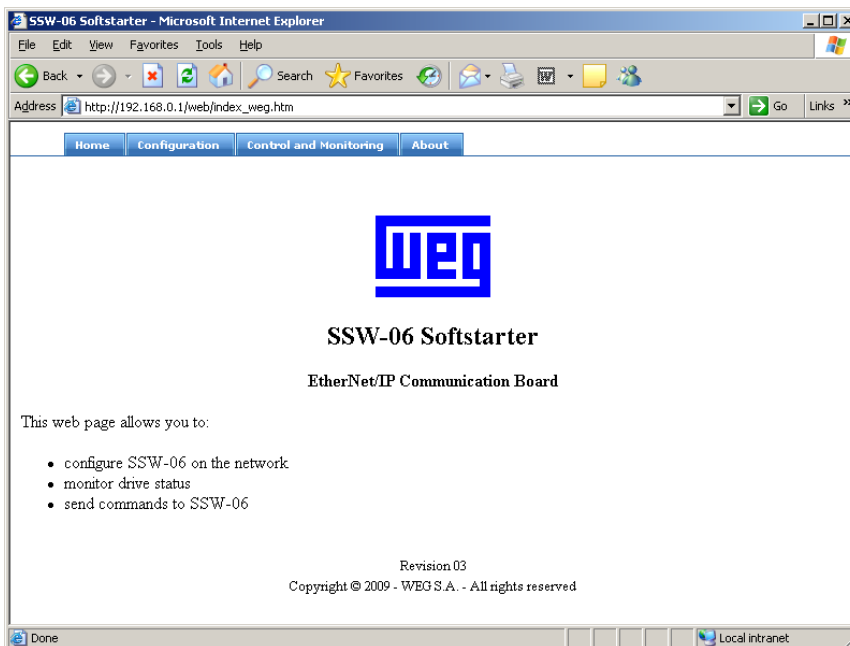 SSW-06 Softstarter - Microsoft Internet Explorer
File Edit View Favorites Tools Help
Back Search Favorites
Address http://192.168.0.1/web/index_weg.htm Go Links »
Home Configuration Control and Monitoring About
weg
SSW-06 Softstarter
EtherNet/IP Communication Board
This web page allows you to:
• configure SSW-06 on the network
• monitor drive status
• send commands to SSW-06
Revision 03
Copyright © 2009 - WEG S.A. - All rights reserved
Done Local intranet